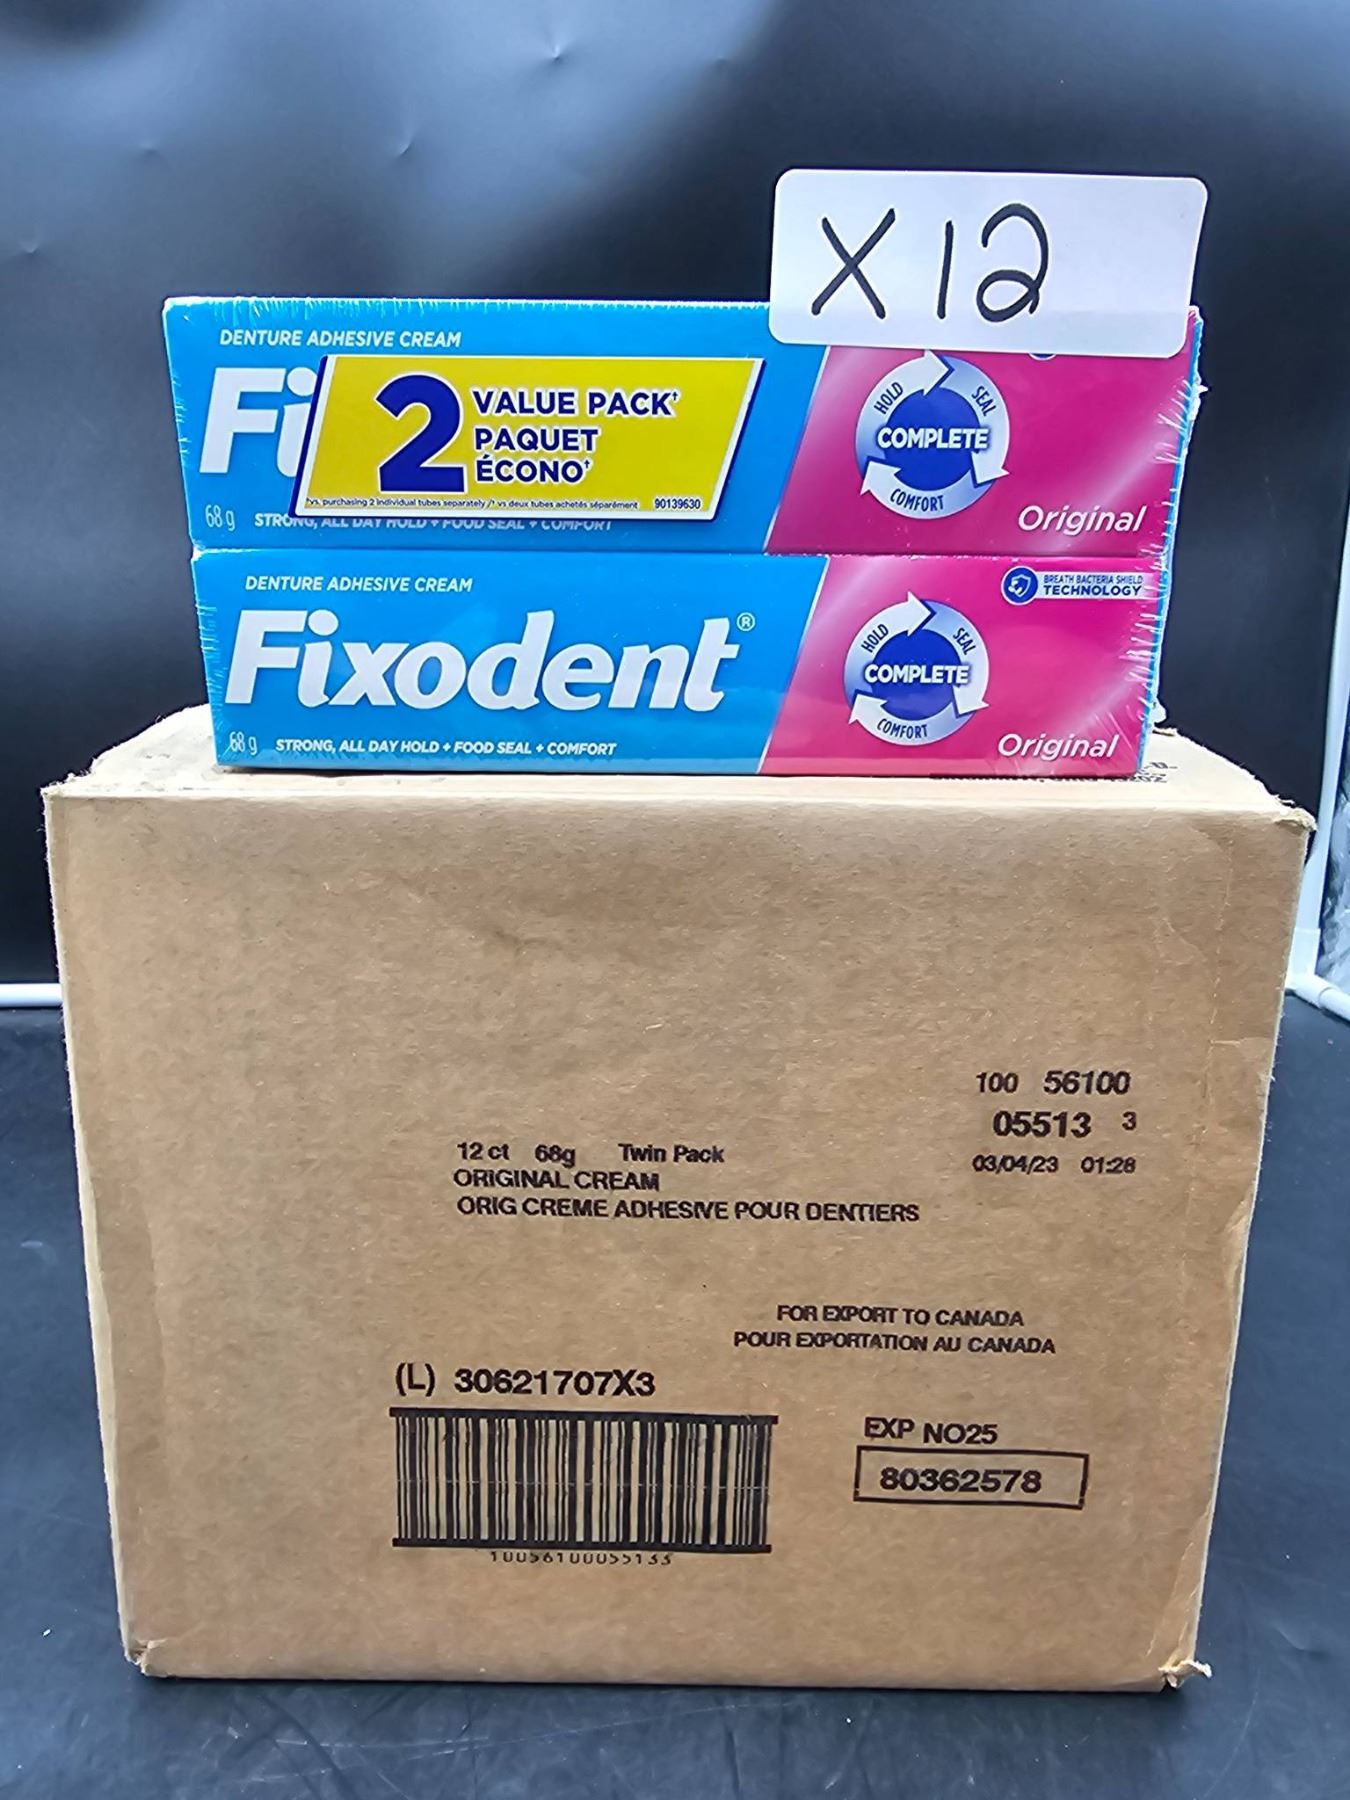 X12
DENTURE ADHESIVE CREAM
Fi
2
VALUE PACK†
PAQUET
ÉCONO†
†vs. purchasing 2 individual tubes separately / † vs deux tubes achetés séparément 90139630
68 g STRONG, ALL DAY HOLD + FOOD SEAL + COMFORT
HOLD
SEAL
COMPLETE
COMFORT
Original
DENTURE ADHESIVE CREAM
Fixodent®
68 g STRONG, ALL DAY HOLD + FOOD SEAL + COMFORT
BREATH BACTERIA SHIELD
TECHNOLOGY
HOLD
SEAL
COMPLETE
COMFORT
Original
100 56100
05513 3
03/04/23 01:28
12 ct 68g Twin Pack
ORIGINAL CREAM
ORIG CREME ADHESIVE POUR DENTIERS
FOR EXPORT TO CANADA
POUR EXPORTATION AU CANADA
(L) 30621707X3
EXP NO25
80362578
10056100055133